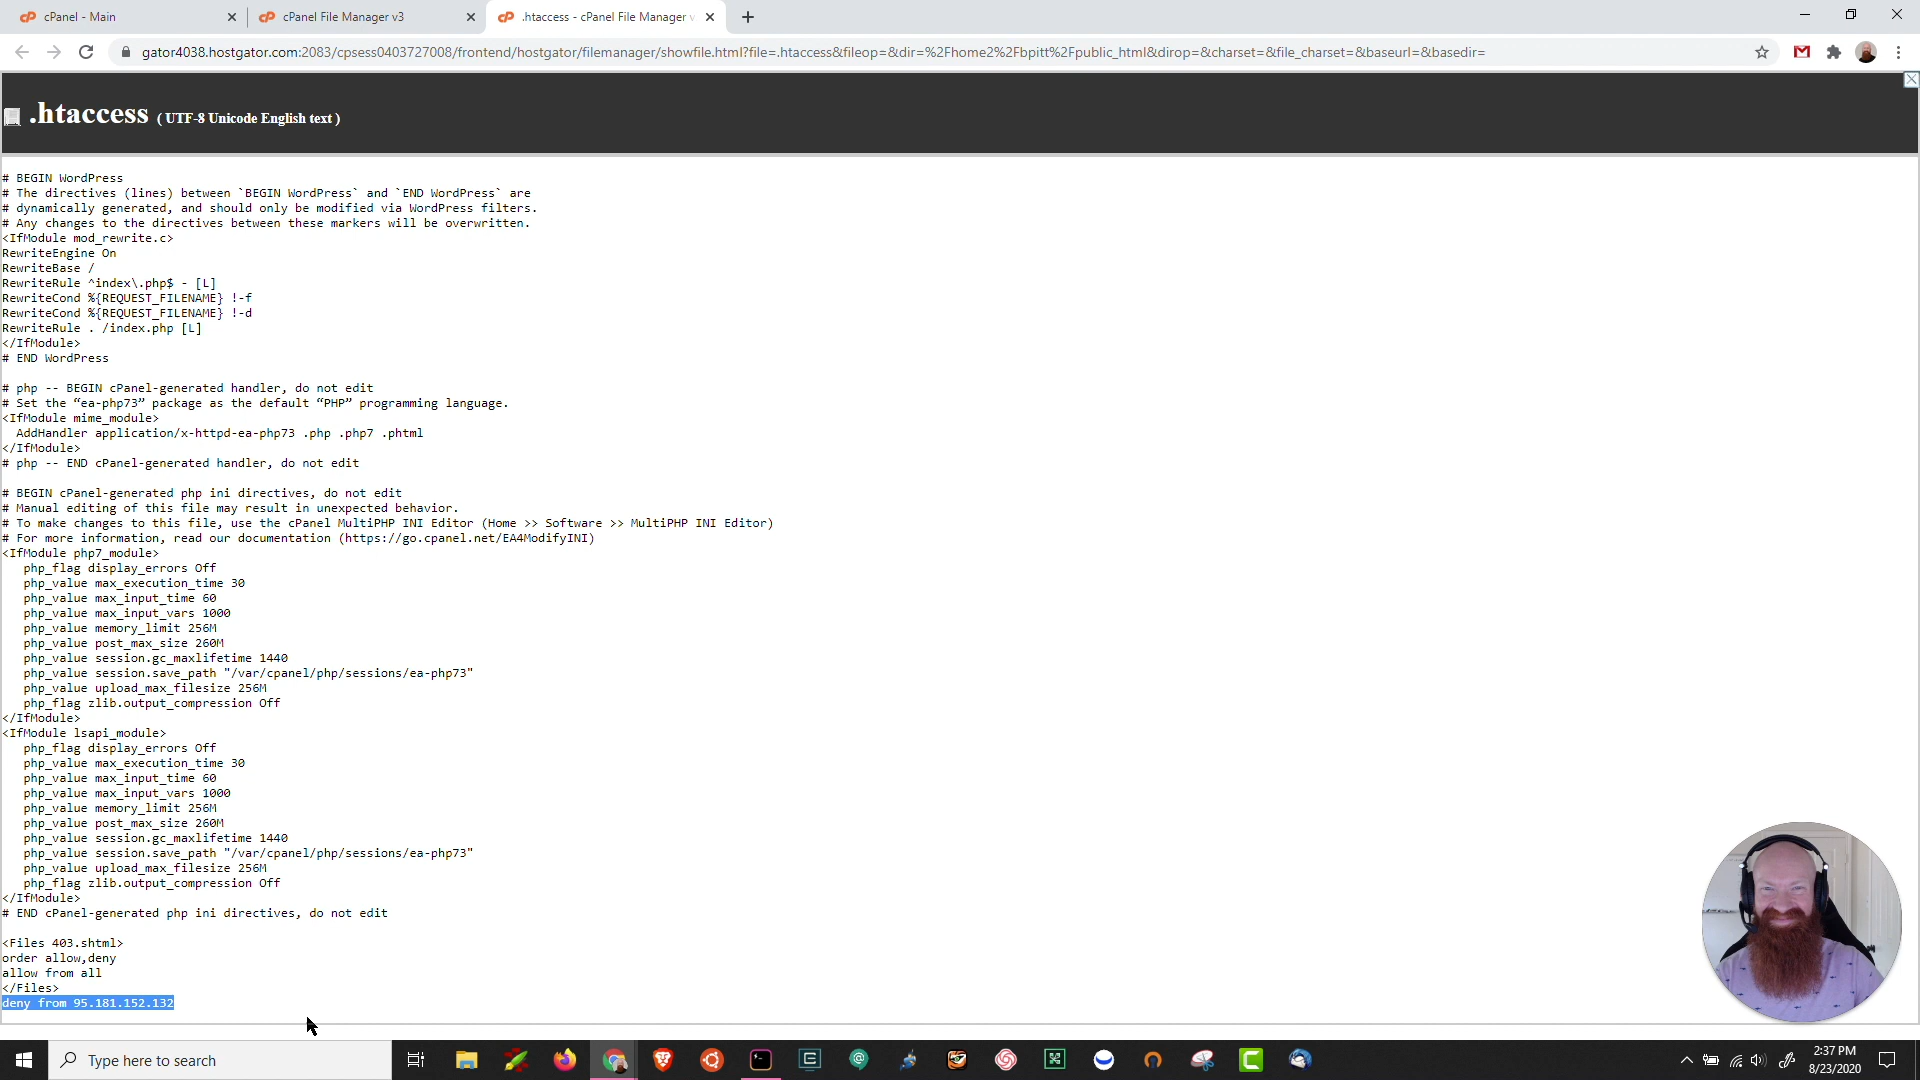 cPanel - Main
cPanel File Manager v3
.htaccess - cPanel File Manager v
gator4038.hostgator.com:2083/cpsess0403727008/frontend/hostgator/filemanager/showfile.html?file=.htaccess&fileop=&dir=%2Fhome2%2Fbpitt%2Fpublic_html&dirop=&charset=&file_charset=&baseurl=&basedir=
.htaccess ( UTF-8 Unicode English text )
# BEGIN WordPress
# The directives (lines) between `BEGIN WordPress` and `END WordPress` are
# dynamically generated, and should only be modified via WordPress filters.
# Any changes to the directives between these markers will be overwritten.
<IfModule mod_rewrite.c>
RewriteEngine On
RewriteBase /
RewriteRule ^index\.php$ - [L]
RewriteCond %{REQUEST_FILENAME} !-f
RewriteCond %{REQUEST_FILENAME} !-d
RewriteRule . /index.php [L]
</IfModule>
# END WordPress
# php -- BEGIN cPanel-generated handler, do not edit
# Set the “ea-php73” package as the default “PHP” programming language.
<IfModule mime_module>
AddHandler application/x-httpd-ea-php73 .php .php7 .phtml
</IfModule>
# php -- END cPanel-generated handler, do not edit
# BEGIN cPanel-generated php ini directives, do not edit
# Manual editing of this file may result in unexpected behavior.
# To make changes to this file, use the cPanel MultiPHP INI Editor (Home >> Software >> MultiPHP INI Editor)
# For more information, read our documentation (https://go.cpanel.net/EA4ModifyINI)
<IfModule php7_module>
php_flag display_errors Off
php_value max_execution_time 30
php_value max_input_time 60
php_value max_input_vars 1000
php_value memory_limit 256M
php_value post_max_size 260M
php_value session.gc_maxlifetime 1440
php_value session.save_path "/var/cpanel/php/sessions/ea-php73"
php_value upload_max_filesize 256M
php_flag zlib.output_compression Off
</IfModule>
<IfModule lsapi_module>
php_flag display_errors Off
php_value max_execution_time 30
php_value max_input_time 60
php_value max_input_vars 1000
php_value memory_limit 256M
php_value post_max_size 260M
php_value session.gc_maxlifetime 1440
php_value session.save_path "/var/cpanel/php/sessions/ea-php73"
php_value upload_max_filesize 256M
php_flag zlib.output_compression Off
</IfModule>
# END cPanel-generated php ini directives, do not edit
<Files 403.shtml>
order allow,deny
allow from all
</Files>
deny from 95.181.152.132
Type here to search
2:37 PM
8/23/2020